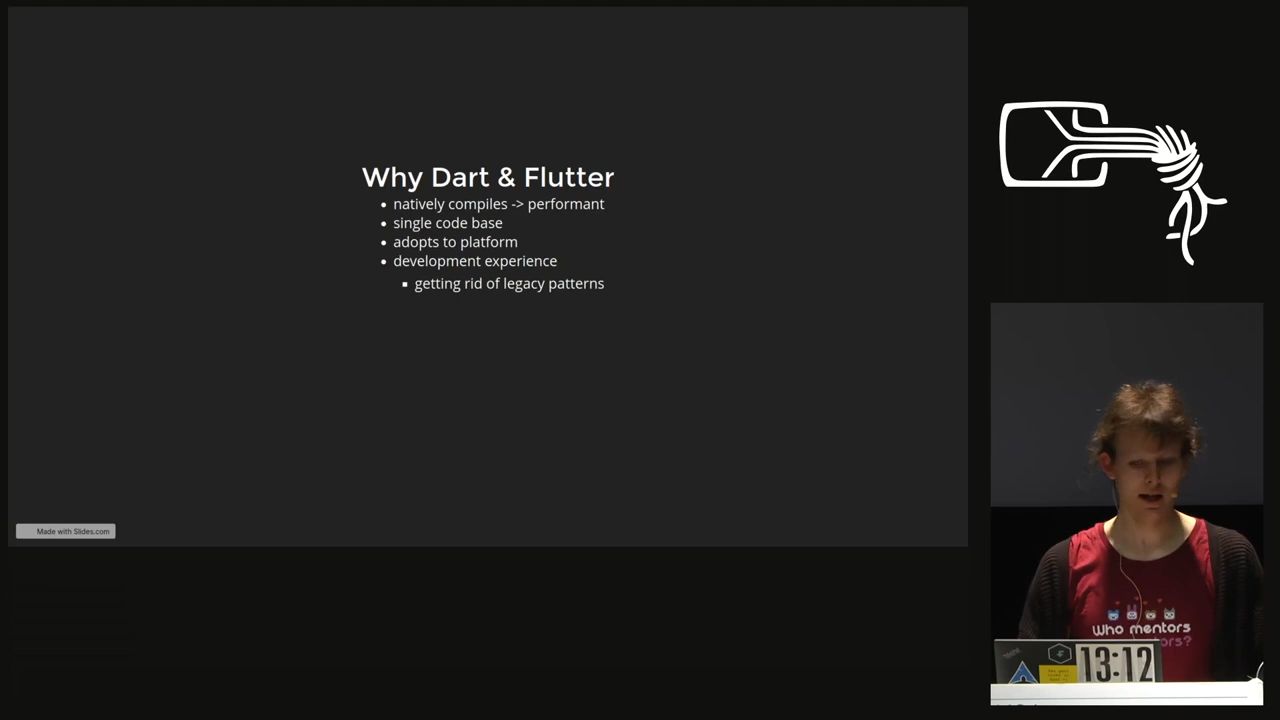 Why Dart & Flutter
natively compiles -> performant
single code base
adopts to platform
development experience
getting rid of legacy patterns
Made with Slides.com
Who mentors
13:12